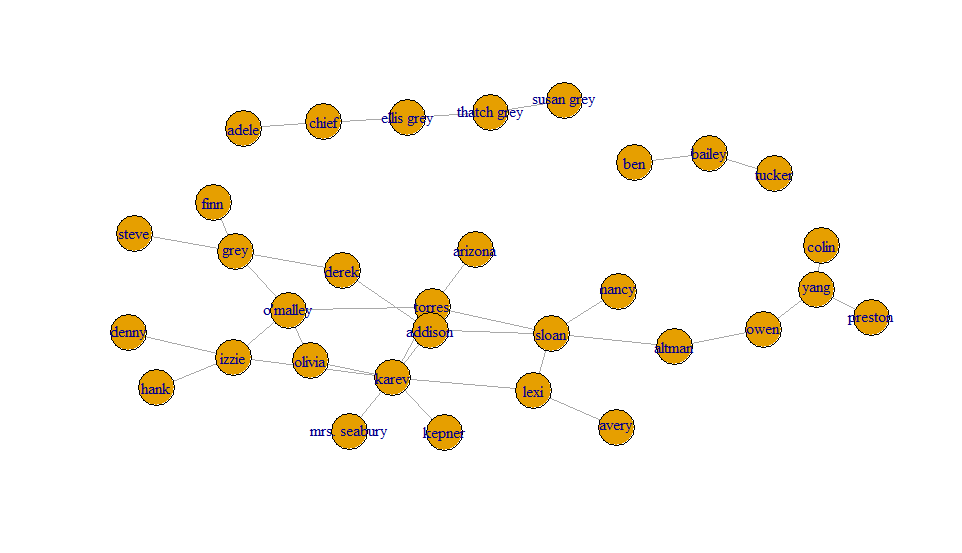 susan grey
thatch grey
ellis grey
chief
adele
bailey
ben
tucker
finn
steve
grey
arizona
colin
derek
yang
nancy
torres
o'malley
preston
owen
denny
addison
sloan
altman
izzie
olivia
karev
hank
lexi
avery
mrs. seabury
kepner